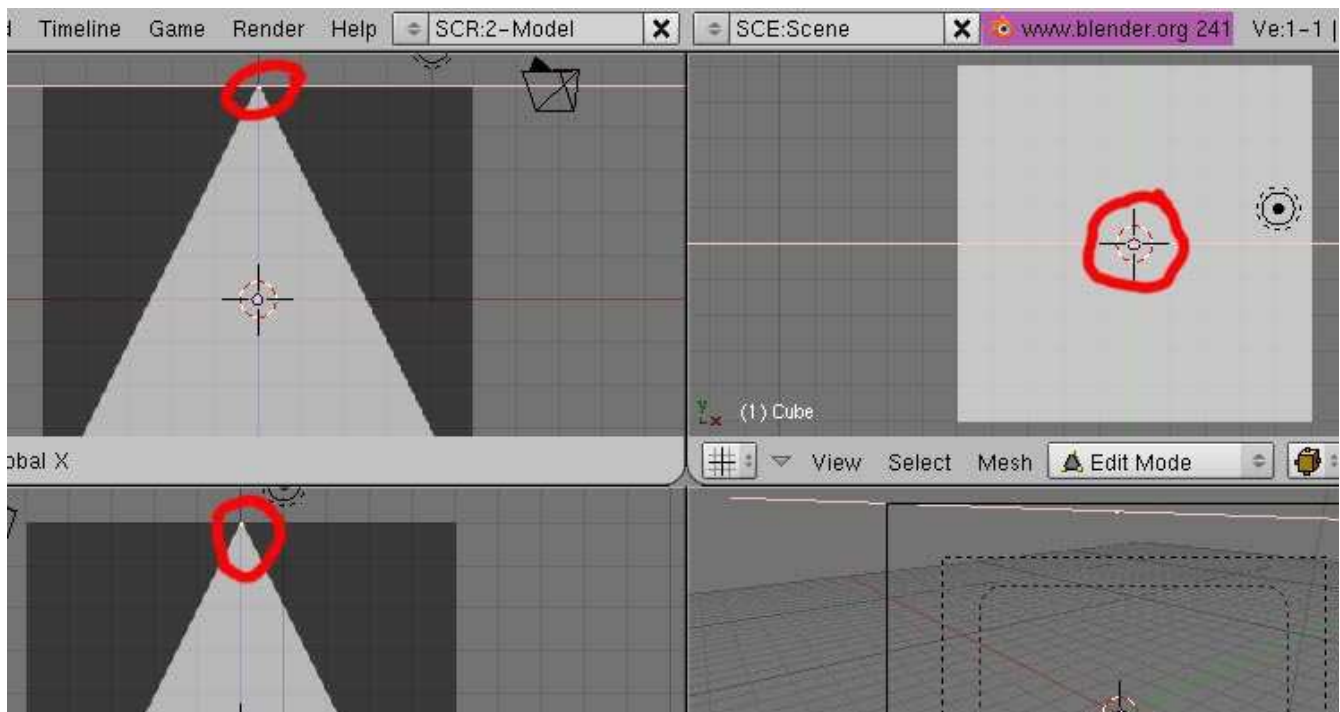 Timeline Game Render Help SCR:2-Model X SCE:Scene X www.blender.org 241 Ve:1-1 |
y
x (1) Cube
obal X
View Select Mesh Edit Mode